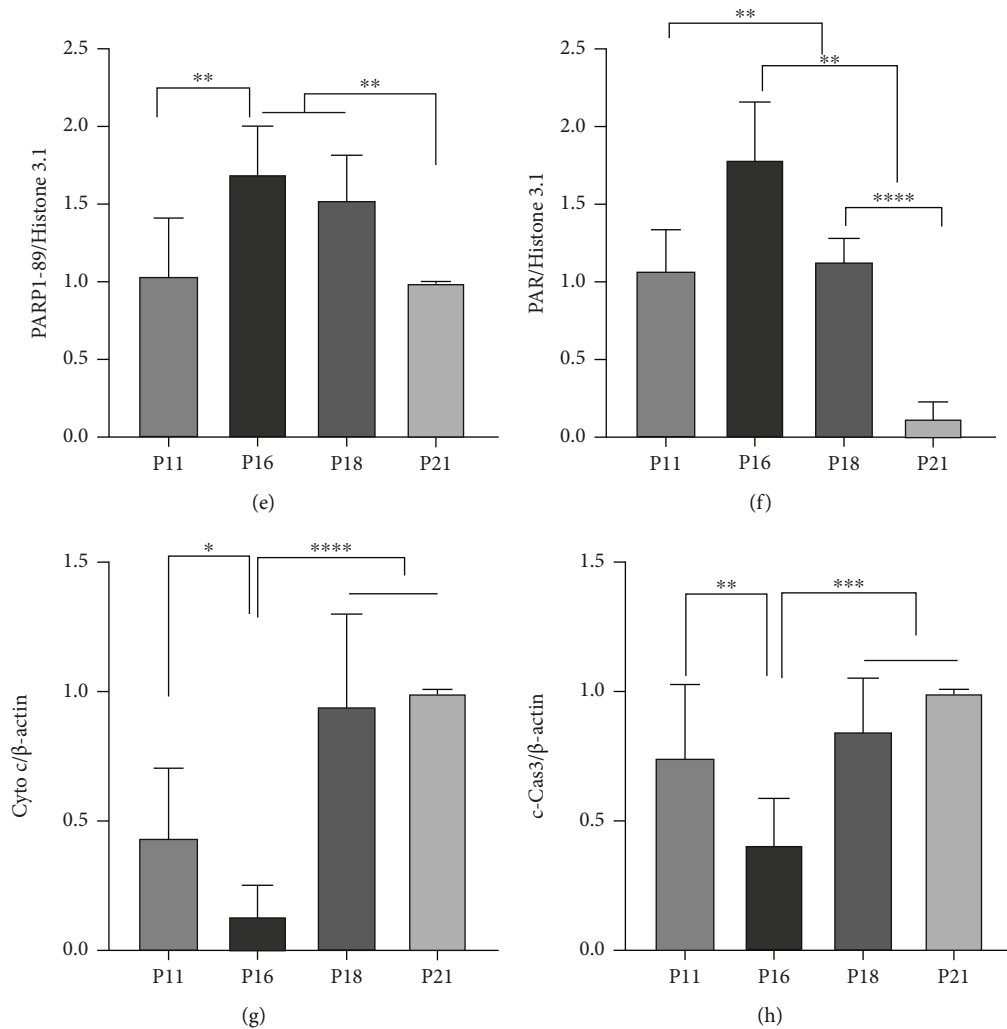 PARP1-89/Histone 3.1
2.5
2.0
1.5
1.0
0.5
0.0
**
**
P11 P16 P18 P21
(e)
PAR/Histone 3.1
2.5
2.0
1.5
1.0
0.5
0.0
**
**
****
P11 P16 P18 P21
(f)
Cyto c/β-actin
1.5
1.0
0.5
0.0
*
****
P11 P16 P18 P21
(g)
c-Cas3/β-actin
1.5
1.0
0.5
0.0
**
***
P11 P16 P18 P21
(h)